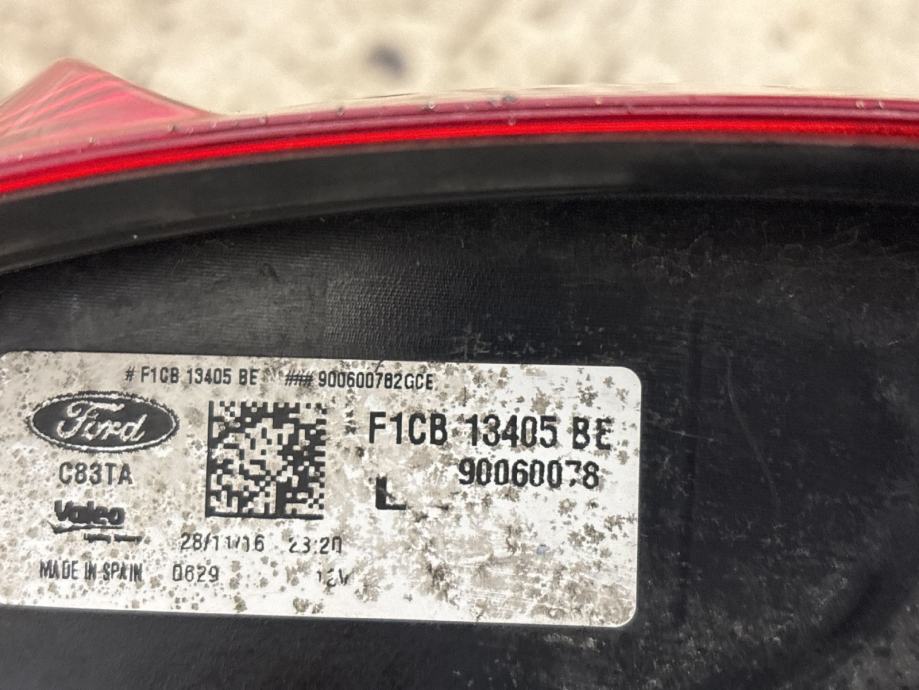 # F1CB 13405 BE ### 900600782GCE
Ford
F1CB 13405 BE
C83TA
90060078
L
Valeo
28/11/16 23:20
MADE IN SPAIN 0629 12V